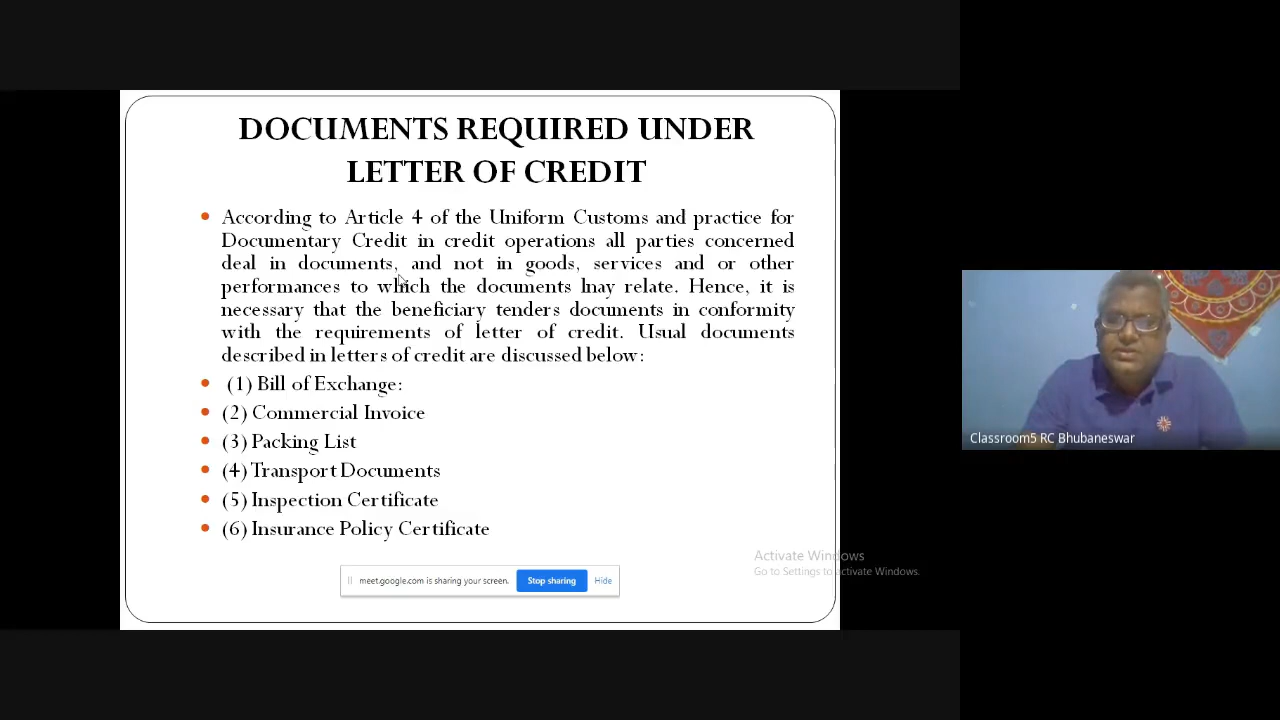 DOCUMENTS REQUIRED UNDER
LETTER OF CREDIT
According to Article 4 of the Uniform Customs and practice for
Documentary Credit in credit operations all parties concerned
deal in documents, and not in goods, services and or other
performances to which the documents lnay relate. Hence, it is
necessary that the beneficiary tenders documents in conformity
with the requirements of letter of credit. Usual documents
described in letters of credit are discussed below:
(1) Bill of Exchange:
(2) Commercial Invoice
(3) Packing List
(4) Transport Documents
(5) Inspection Certificate
(6) Insurance Policy Certificate
meet.google.com is sharing your screen. Stop sharing Hide
Activate Windows
Go to Settings to activate Windows.
Classroom5 RC Bhubaneswar